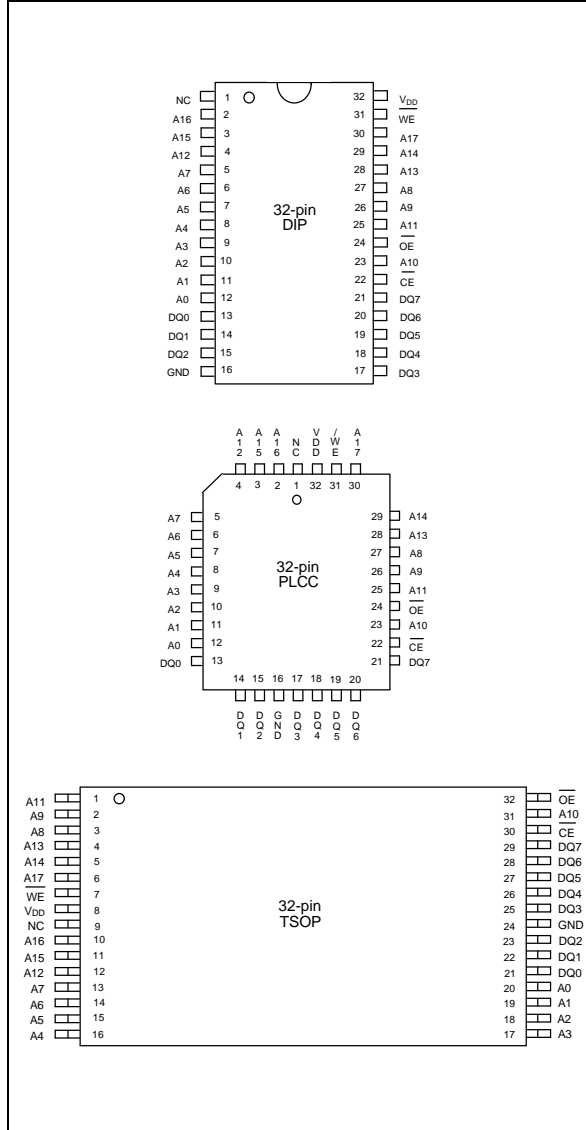 NC 1 32 VDD
A16 2 31 WE
A15 3 30 A17
A12 4 29 A14
A7 5 28 A13
A6 6 27 A8
A5 7 26 A9
A4 8 25 A11
A3 9 24 OE
A2 10 23 A10
A1 11 22 CE
A0 12 21 DQ7
DQ0 13 20 DQ6
DQ1 14 19 DQ5
DQ2 15 18 DQ4
GND 16 17 DQ3
32-pin
DIP
A12 A15 A16 NC VDD /WE A17
4 3 2 1 32 31 30
A7 5 29 A14
A6 6 28 A13
A5 7 27 A8
A4 8 26 A9
A3 9 25 A11
A2 10 24 OE
A1 11 23 A10
A0 12 22 CE
DQ0 13 21 DQ7
32-pin
PLCC
14 15 16 17 18 19 20
DQ1 DQ2 GND DQ3 DQ4 DQ5 DQ6
A11 1 32 OE
A9 2 31 A10
A8 3 30 CE
A13 4 29 DQ7
A14 5 28 DQ6
A17 6 27 DQ5
WE 7 26 DQ4
VDD 8 25 DQ3
NC 9 24 GND
A16 10 23 DQ2
A15 11 22 DQ1
A12 12 21 DQ0
A7 13 20 A0
A6 14 19 A1
A5 15 18 A2
A4 16 17 A3
32-pin
TSOP